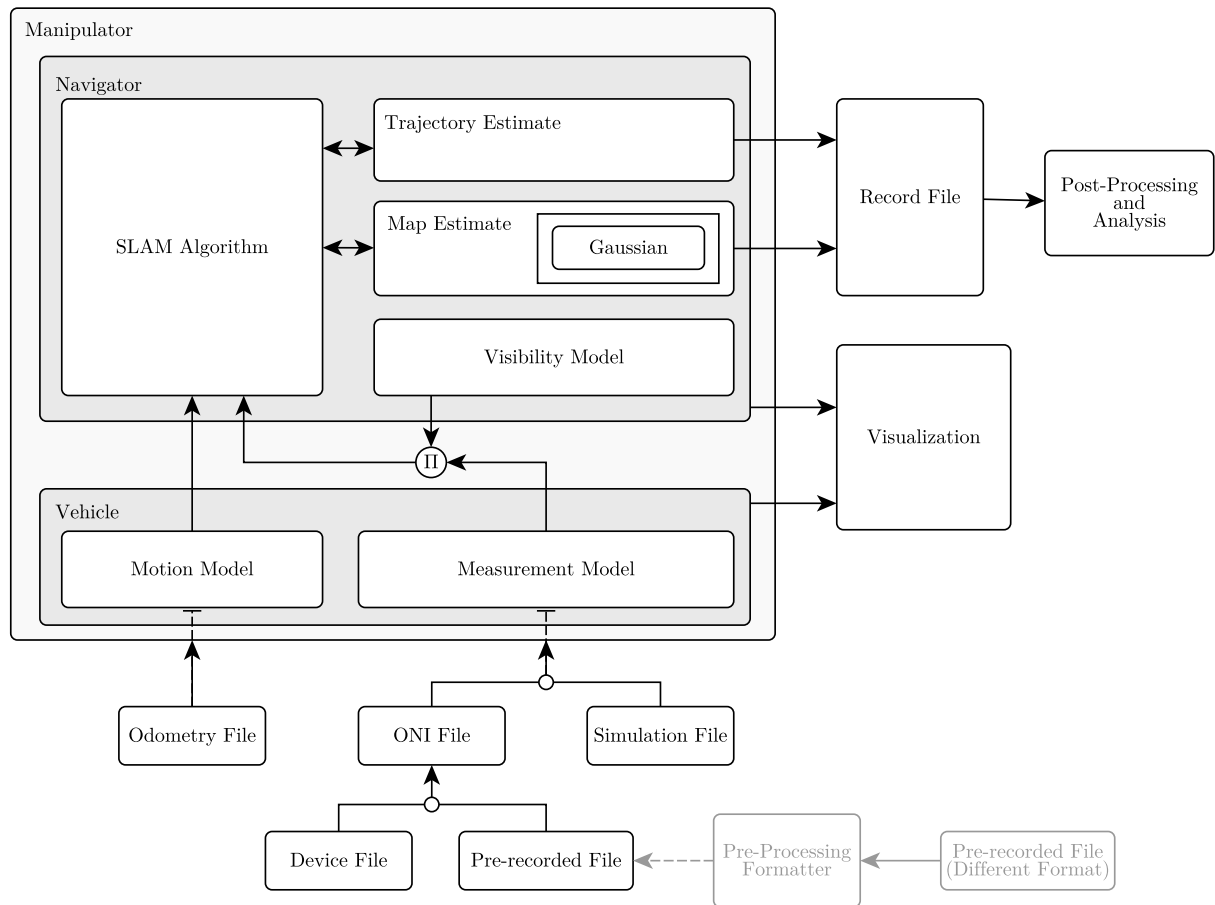 Manipulator
Navigator
Trajectory Estimate
SLAM Algorithm
Map Estimate
Gaussian
Visibility Model
Record File
Post-Processing
and
Analysis
Visualization
Π
Vehicle
Motion Model
Measurement Model
Odometry File
ONI File
Simulation File
Device File
Pre-recorded File
Pre-Processing
Formatter
Pre-recorded File
(Different Format)